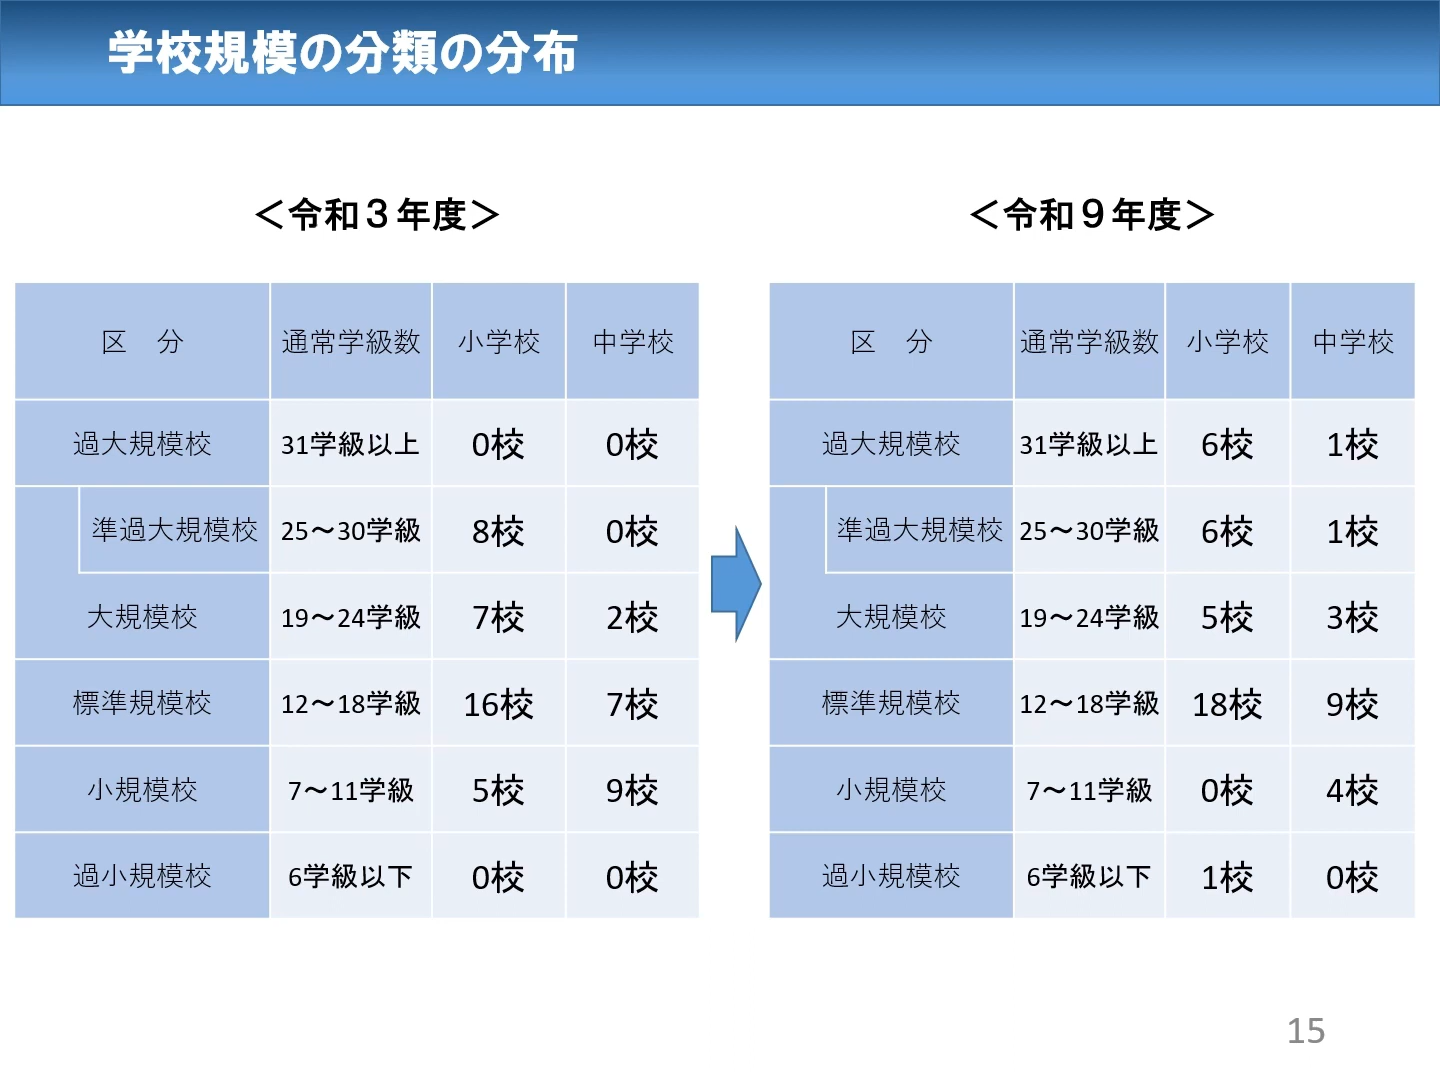 学校規模の分類の分布
＜令和３年度＞
区　分 通常学級数 小学校 中学校
過大規模校 31学級以上 0校 0校
準過大規模校 25～30学級 8校 0校
大規模校 19～24学級 7校 2校
標準規模校 12～18学級 16校 7校
小規模校 7～11学級 5校 9校
過小規模校 6学級以下 0校 0校
＜令和９年度＞
区　分 通常学級数 小学校 中学校
過大規模校 31学級以上 6校 1校
準過大規模校 25～30学級 6校 1校
大規模校 19～24学級 5校 3校
標準規模校 12～18学級 18校 9校
小規模校 7～11学級 0校 4校
過小規模校 6学級以下 1校 0校
15